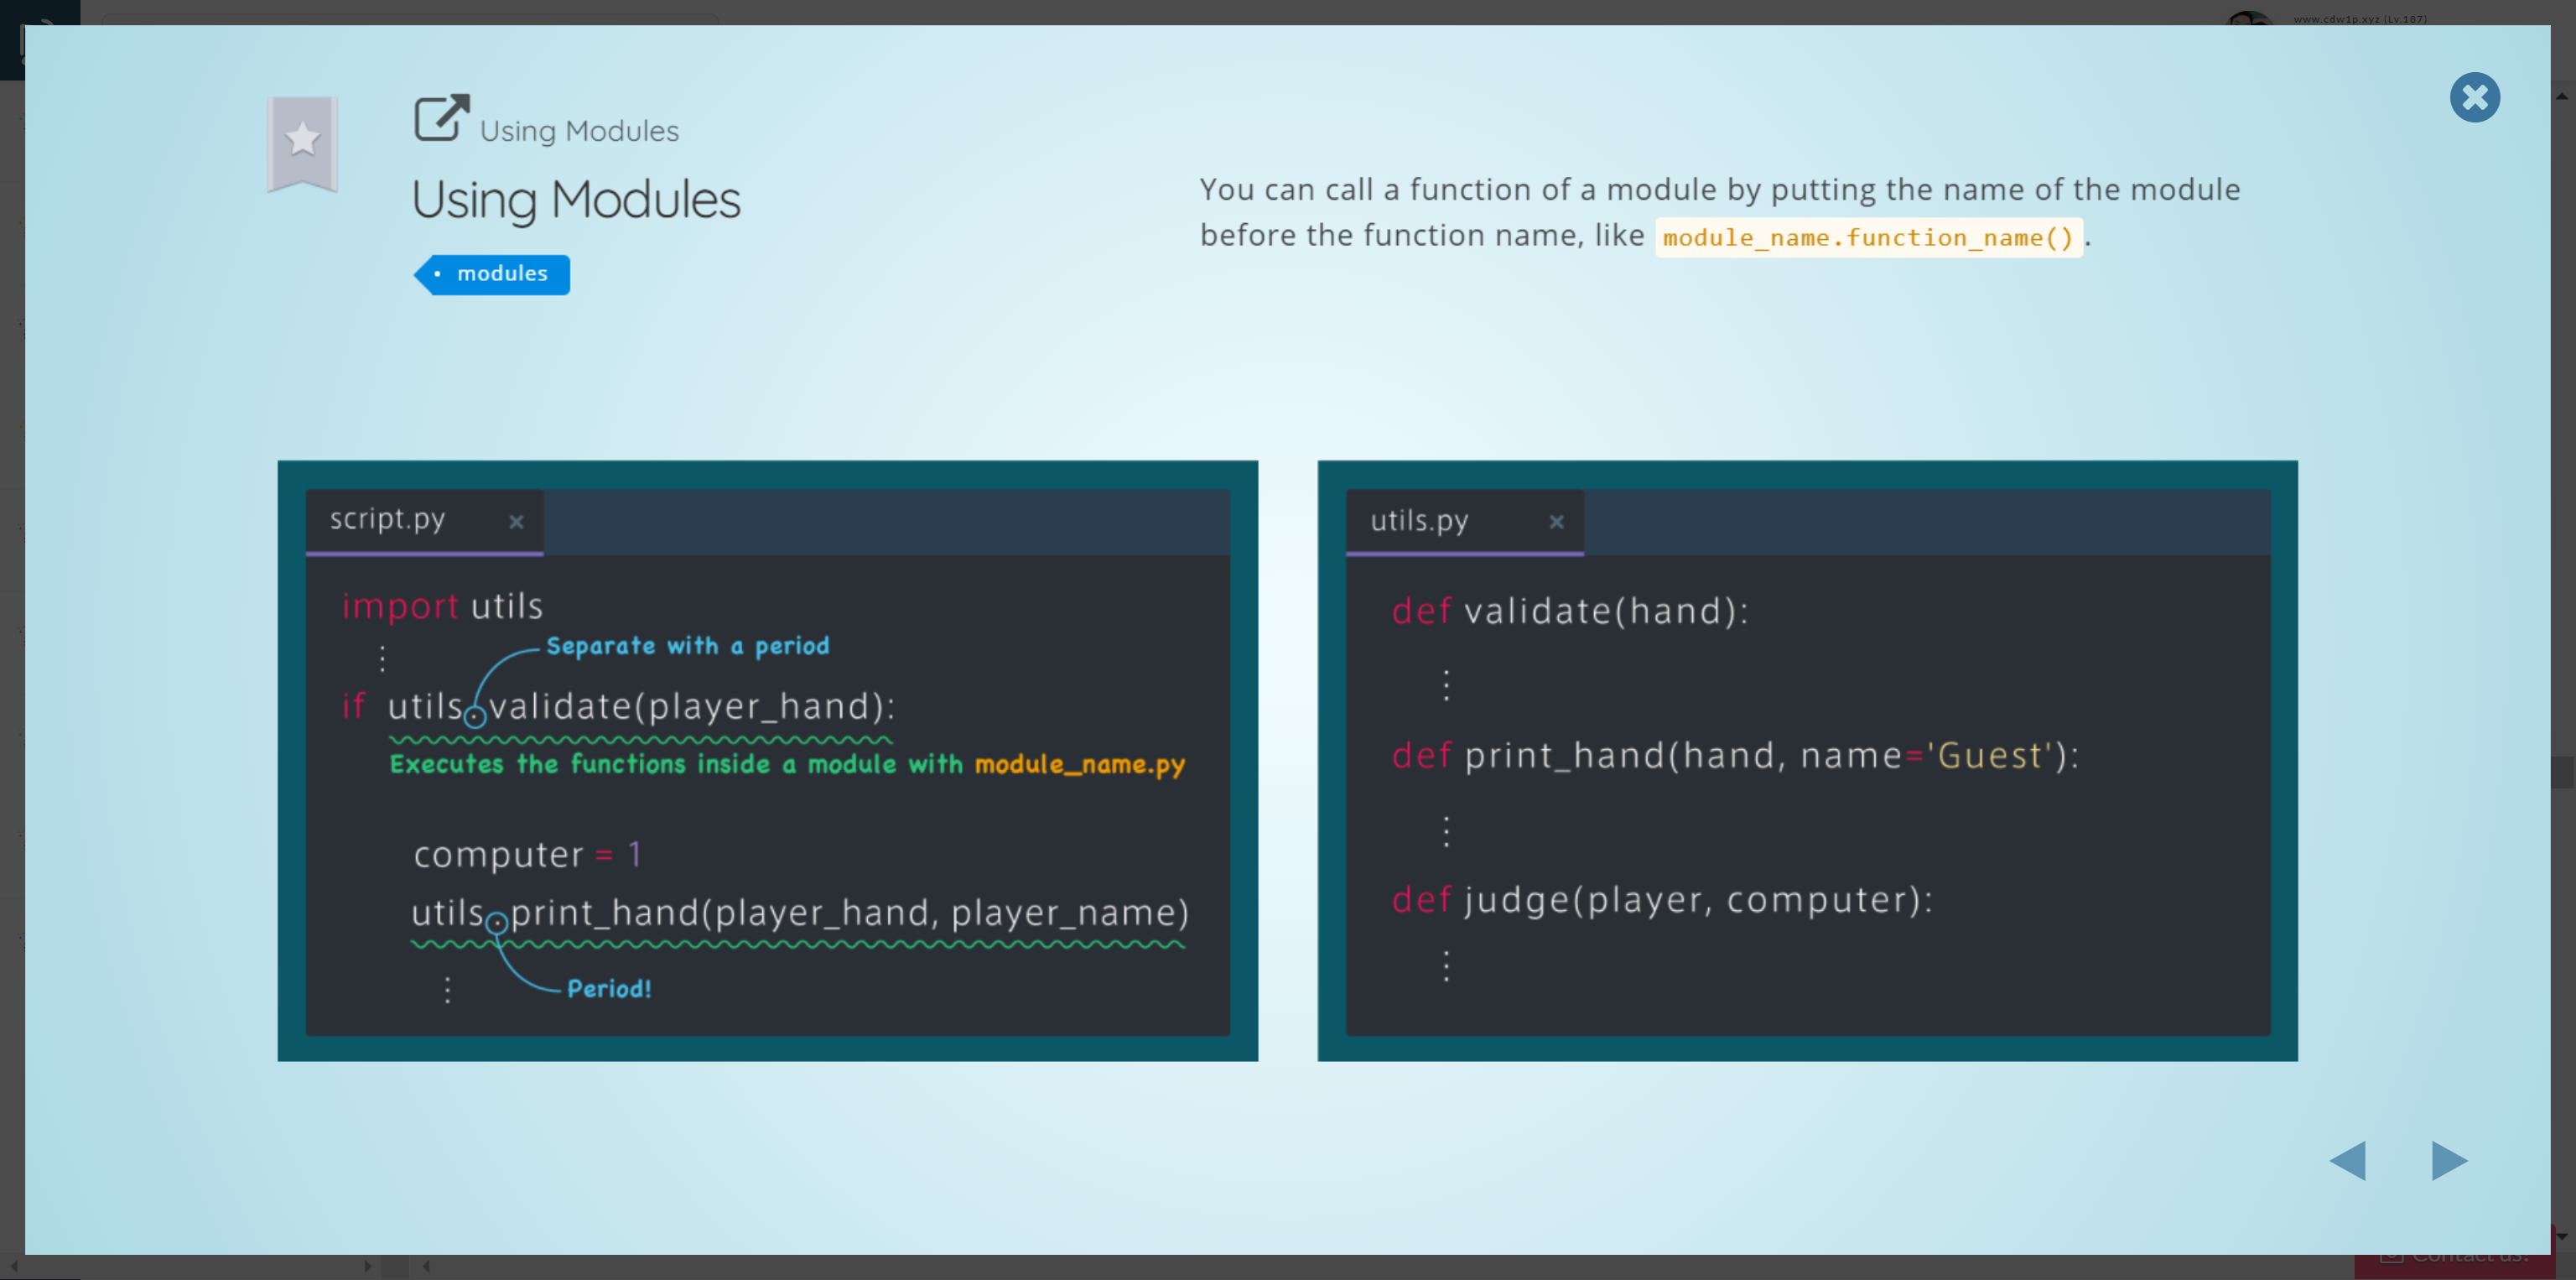 www.cdw1p.xyz (Lv.187)
Using Modules
Using Modules
modules
You can call a function of a module by putting the name of the module
before the function name, like module_name.function_name().
script.py ×
import utils
Separate with a period
if utils.validate(player_hand):
Executes the functions inside a module with module_name.py
computer = 1
utils.print_hand(player_hand, player_name)
Period!
utils.py ×
def validate(hand):
def print_hand(hand, name='Guest'):
def judge(player, computer):
Contact us!